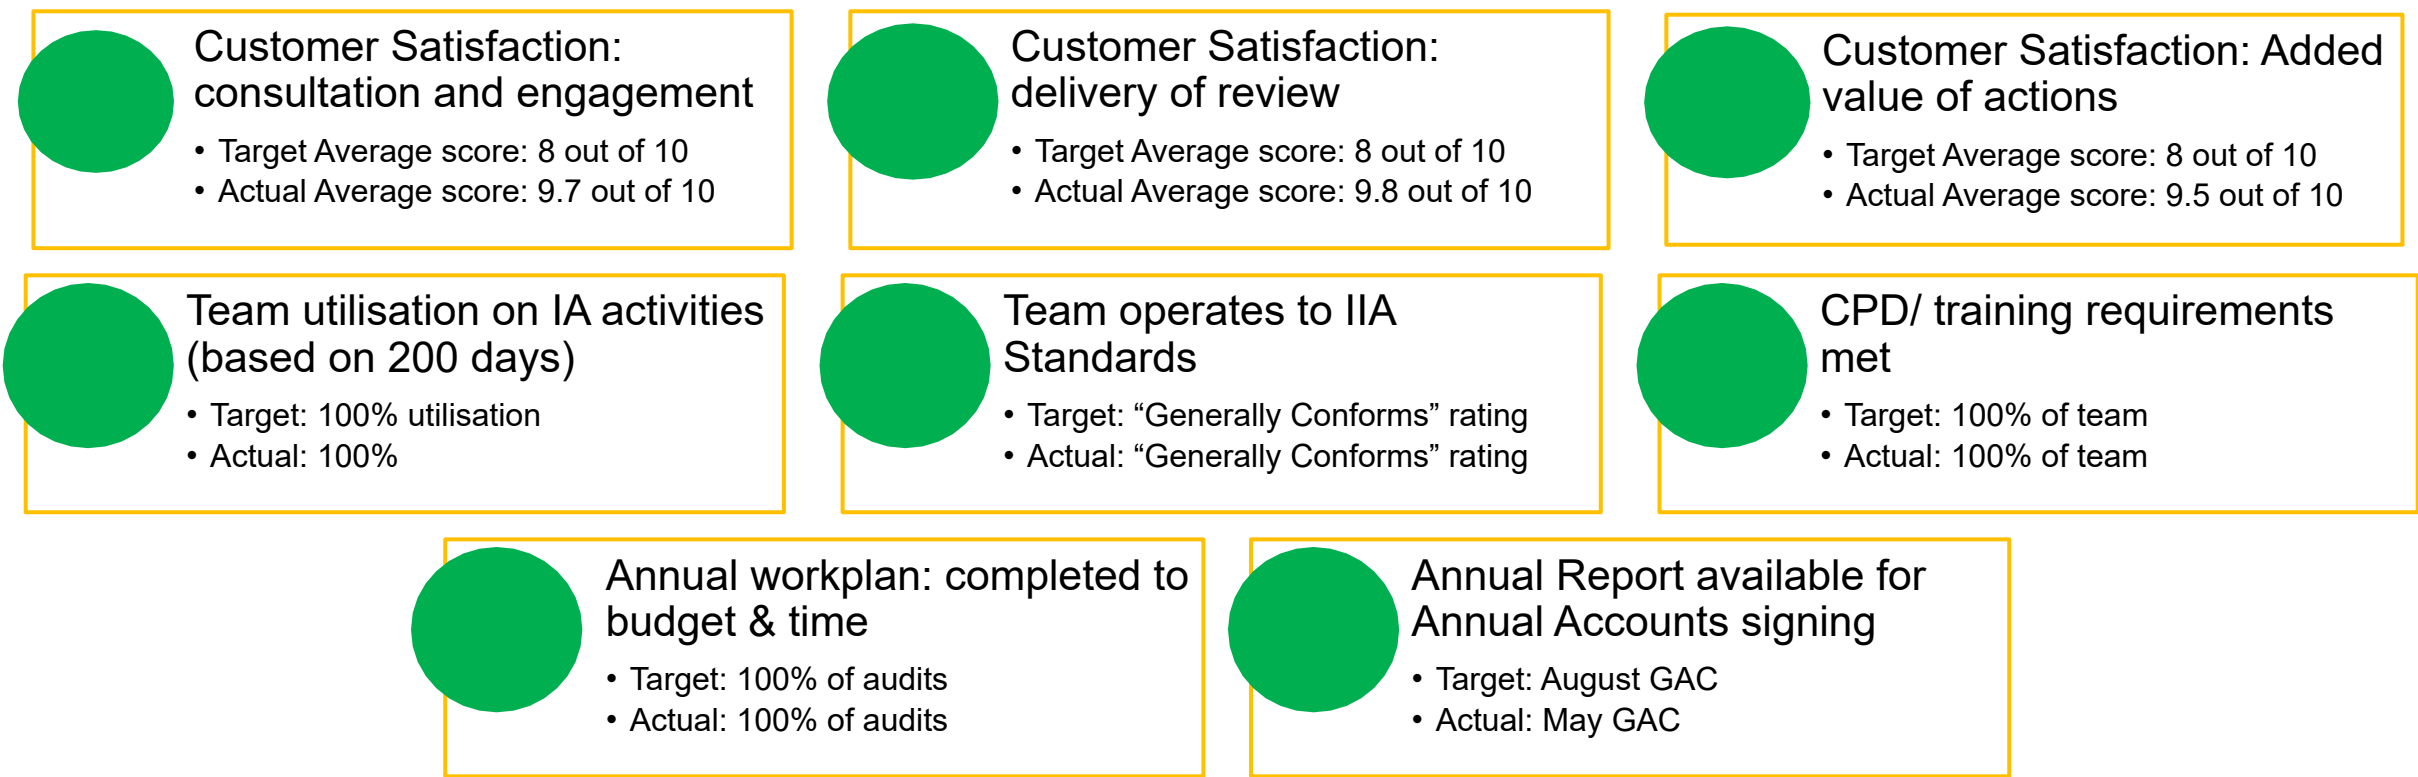 Customer Satisfaction:
consultation and engagement
• Target Average score: 8 out of 10
• Actual Average score: 9.7 out of 10
Customer Satisfaction:
delivery of review
• Target Average score: 8 out of 10
• Actual Average score: 9.8 out of 10
Customer Satisfaction: Added
value of actions
• Target Average score: 8 out of 10
• Actual Average score: 9.5 out of 10
Team utilisation on IA activities
(based on 200 days)
• Target: 100% utilisation
• Actual: 100%
Team operates to IIA
Standards
• Target: “Generally Conforms” rating
• Actual: “Generally Conforms” rating
CPD/ training requirements
met
• Target: 100% of team
• Actual: 100% of team
Annual workplan: completed to
budget & time
• Target: 100% of audits
• Actual: 100% of audits
Annual Report available for
Annual Accounts signing
• Target: August GAC
• Actual: May GAC